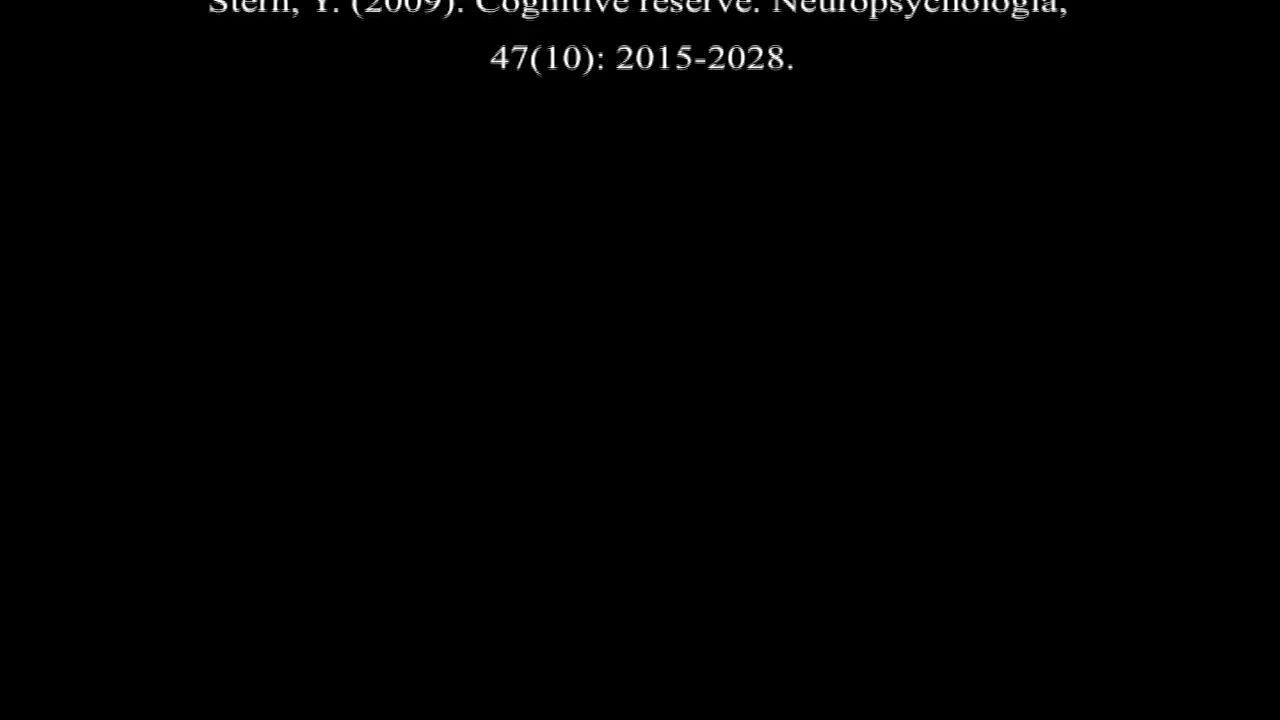 Stern, Y. (2009). Cognitive reserve. Neuropsychologia,
47(10): 2015-2028.